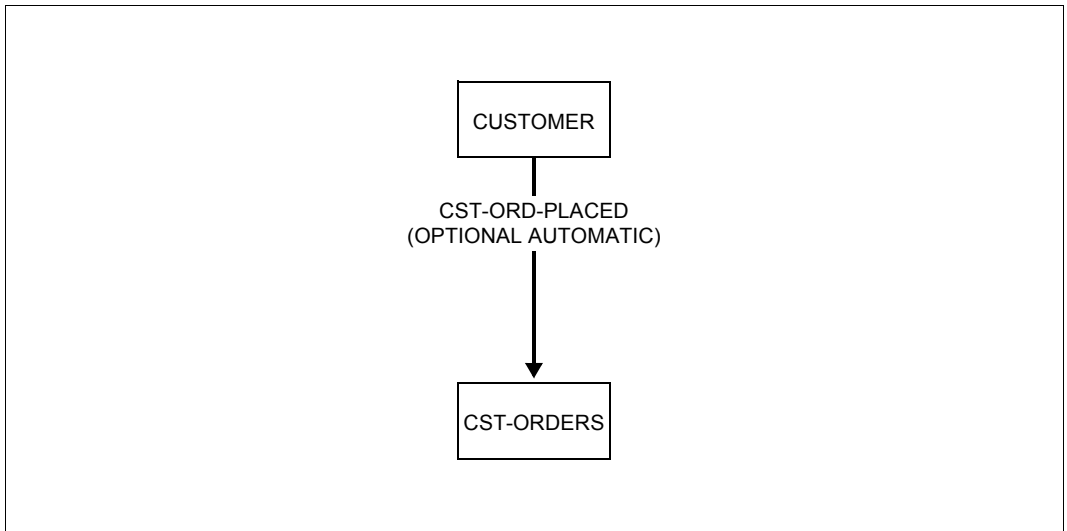 CUSTOMER
CST-ORD-PLACED
(OPTIONAL AUTOMATIC)
CST-ORDERS